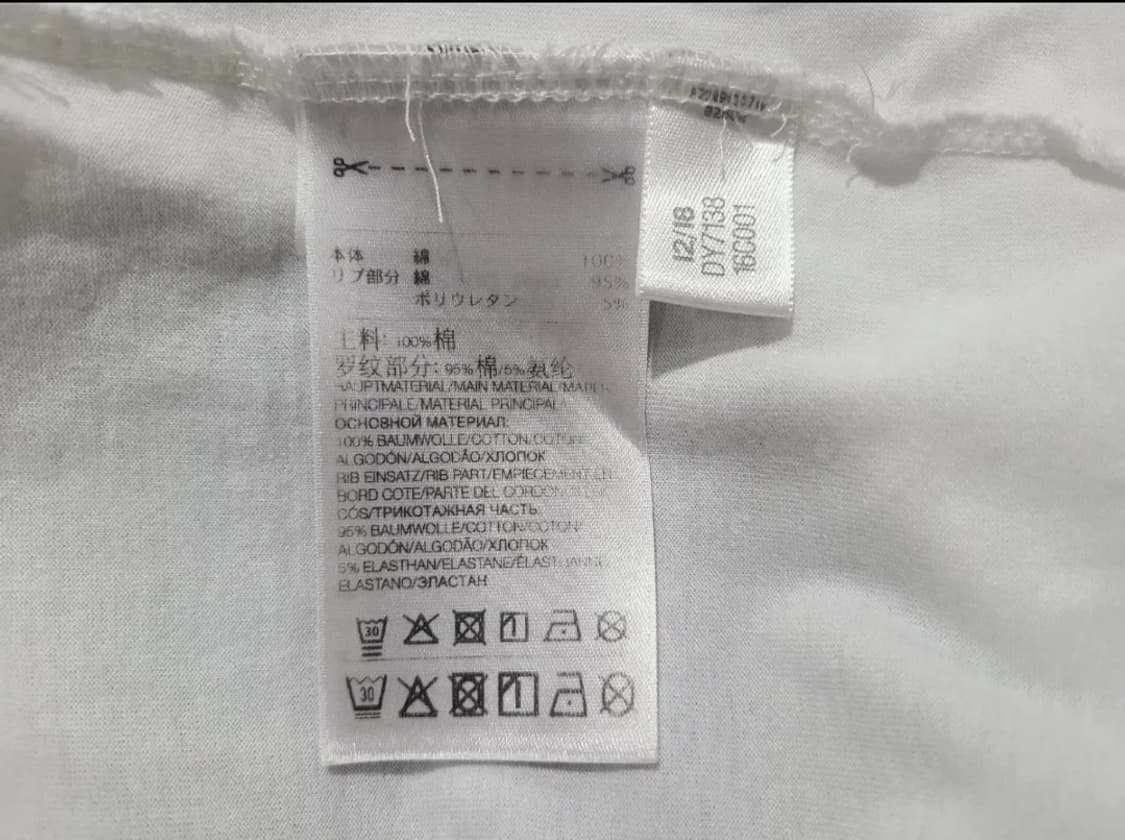 本体 綿 100%
リブ部分 綿 95%
ポリウレタン 5%
主料: 100%棉
罗纹部分: 95%棉/5%氨纶
HAUPTMATERIAL/MAIN MATERIAL/
PRINCIPALE/MATERIAL PRINCIPAL
ОСНОВНОЙ МАТЕРИАЛ:
100% BAUMWOLLE/COTTON/COTON
ALGODÓN/ALGODÃO/ХЛОПОК
RIB EINSATZ/RIB PART/EMPIECEMENT EN
BORD COTE/PARTE DEL
CÓS/ТРИКОТАЖНАЯ ЧАСТЬ:
95% BAUMWOLLE/COTTON/COTON/
ALGODÓN/ALGODÃO/ХЛОПОК
5% ELASTHAN/ELASTANE/
ELASTANO/ЭЛАСТАН
30
30
12/18
DY7138
16C001